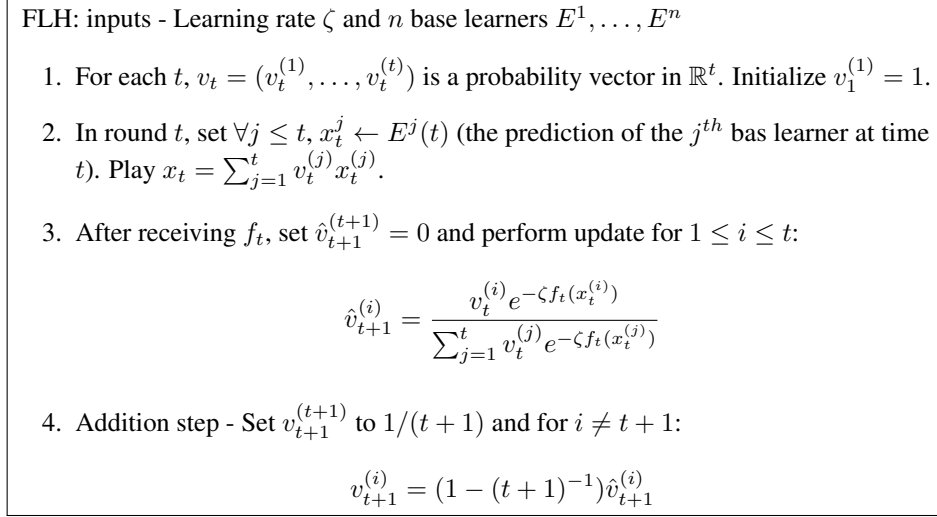 FLH: inputs - Learning rate ζ and n base learners E^1, . . . , E^n
1. For each t, v_t = (v_t^{(1)}, . . . , v_t^{(t)}) is a probability vector in ℝ^t. Initialize v_1^{(1)} = 1.
2. In round t, set ∀j ≤ t, x_t^j ← E^j(t) (the prediction of the j^{th} bas learner at time
t). Play x_t = ∑_{j=1}^t v_t^{(j)} x_t^{(j)}.
3. After receiving f_t, set v̂_{t+1}^{(t+1)} = 0 and perform update for 1 ≤ i ≤ t:
v̂_{t+1}^{(i)} = \frac{v_t^{(i)} e^{-ζ f_t(x_t^{(i)})}}{∑_{j=1}^t v_t^{(j)} e^{-ζ f_t(x_t^{(j)})}}
4. Addition step - Set v_{t+1}^{(t+1)} to 1/(t + 1) and for i ≠ t + 1:
v_{t+1}^{(i)} = (1 − (t + 1)^{−1}) v̂_{t+1}^{(i)}